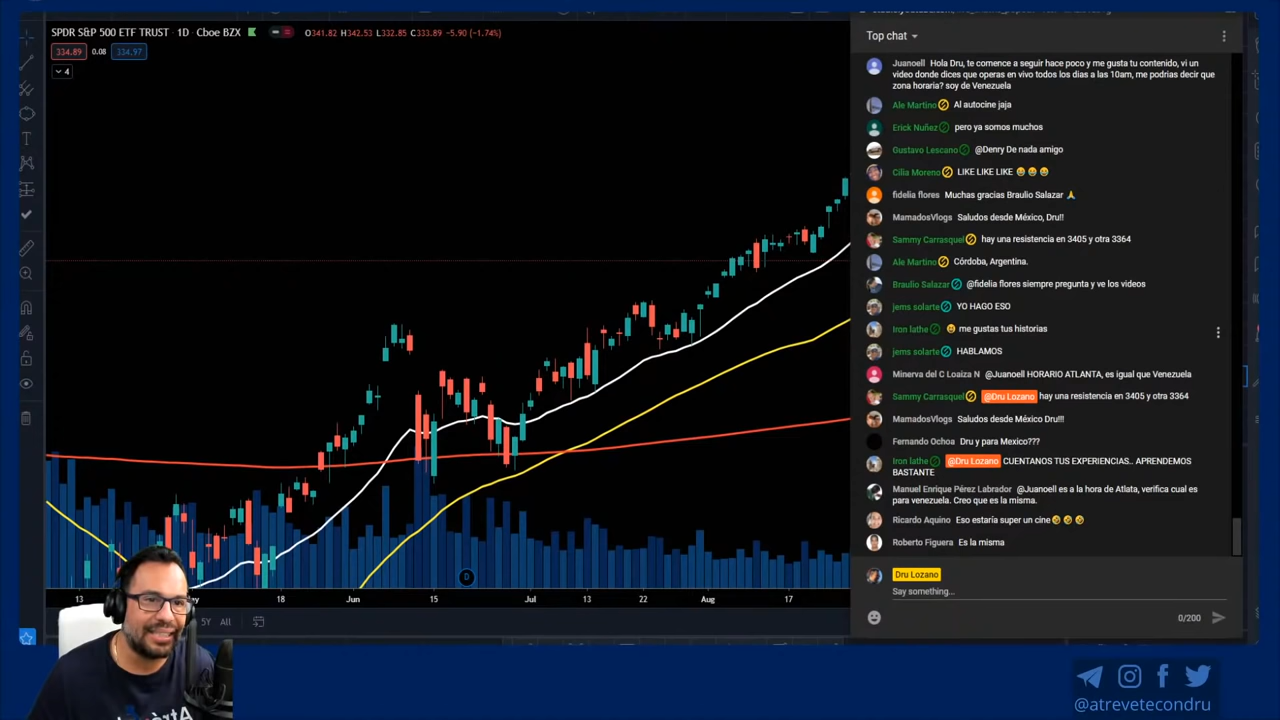 SPDR S&P 500 ETF TRUST · 1D · Cboe BZX O341.82 H342.53 L332.85 C333.89 -5.90 (-1.74%)
334.89 0.08 334.97
4
13
18
Jun
15
Jul
13
22
Aug
17
D
5Y All
Top chat
Juanoell Hola Dru, te comence a seguir hace poco y me gusta tu contenido, vi un
video donde dices que operas en vivo todos los dias a las 10am, me podrias decir que
zona horaria? soy de Venezuela
Ale Martino Al autocine jaja
Erick Nuñez pero ya somos muchos
Gustavo Lescano @Denry De nada amigo
Cilia Moreno LIKE LIKE LIKE 😂 😂 😂
fidelia flores Muchas gracias Braulio Salazar 🙏
MamadosVlogs Saludos desde México, Dru!!
Sammy Carrasquel hay una resistencia en 3405 y otra 3364
Ale Martino Córdoba, Argentina.
Braulio Salazar @fidelia flores siempre pregunta y ve los videos
jems solarte YO HAGO ESO
Iron lathe me gustas tus historias
jems solarte HABLAMOS
Minerva del C Loaiza N @Juanoell HORARIO ATLANTA, es igual que Venezuela
Sammy Carrasquel @Dru Lozano hay una resistencia en 3405 y otra 3364
MamadosVlogs Saludos desde México Dru!!!
Fernando Ochoa Dru y para Mexico???
Iron lathe @Dru Lozano CUENTANOS TUS EXPERIENCIAS.. APRENDEMOS
BASTANTE
Manuel Enrique Pérez Labrador @Juanoell es a la hora de Atlata, verifica cual es
para venezuela. Creo que es la misma.
Ricardo Aquino Eso estaría super un cine🤣🤣🤣
Roberto Figuera Es la misma
Dru Lozano
Say something...
0/200
@atrevetecondru